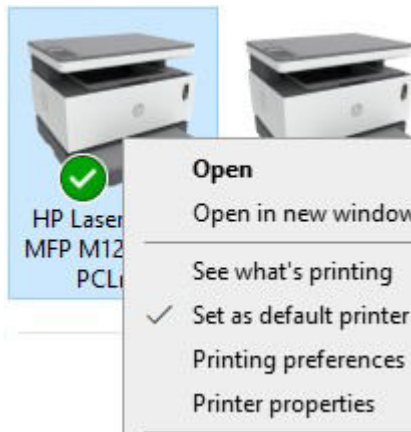 HP Laser
MFP M12
PCL
Open
Open in new window
See what's printing
Set as default printer
Printing preferences
Printer properties